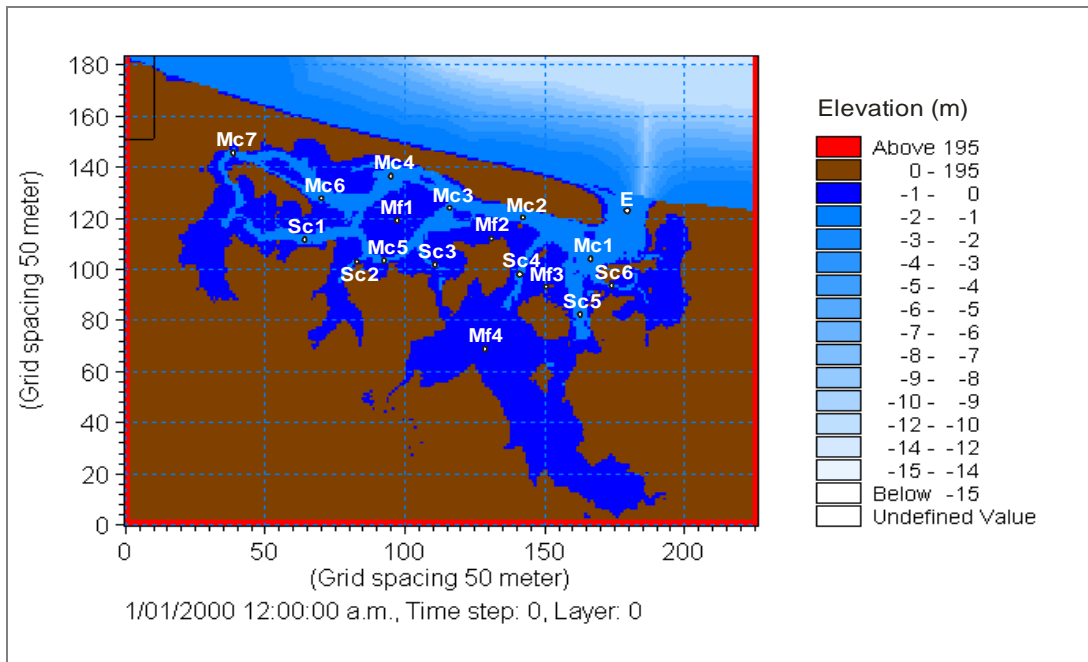 180
160
140
120
100
80
60
40
20
0
(Grid spacing 50 meter)
Mc7
Mc4
Mc6
Mc3
Mf1
Mc2
E
Sc1
Mf2
Mc5
Sc3
Mc1
Sc2
Sc4
Mf3
Sc6
Sc5
Mf4
0 50 100 150 200
(Grid spacing 50 meter)
1/01/2000 12:00:00 a.m., Time step: 0, Layer: 0
Elevation (m)
Above 195
0 - 195
-1 - 0
-2 - -1
-3 - -2
-4 - -3
-5 - -4
-6 - -5
-7 - -6
-8 - -7
-9 - -8
-10 - -9
-12 - -10
-14 - -12
-15 - -14
Below -15
Undefined Value